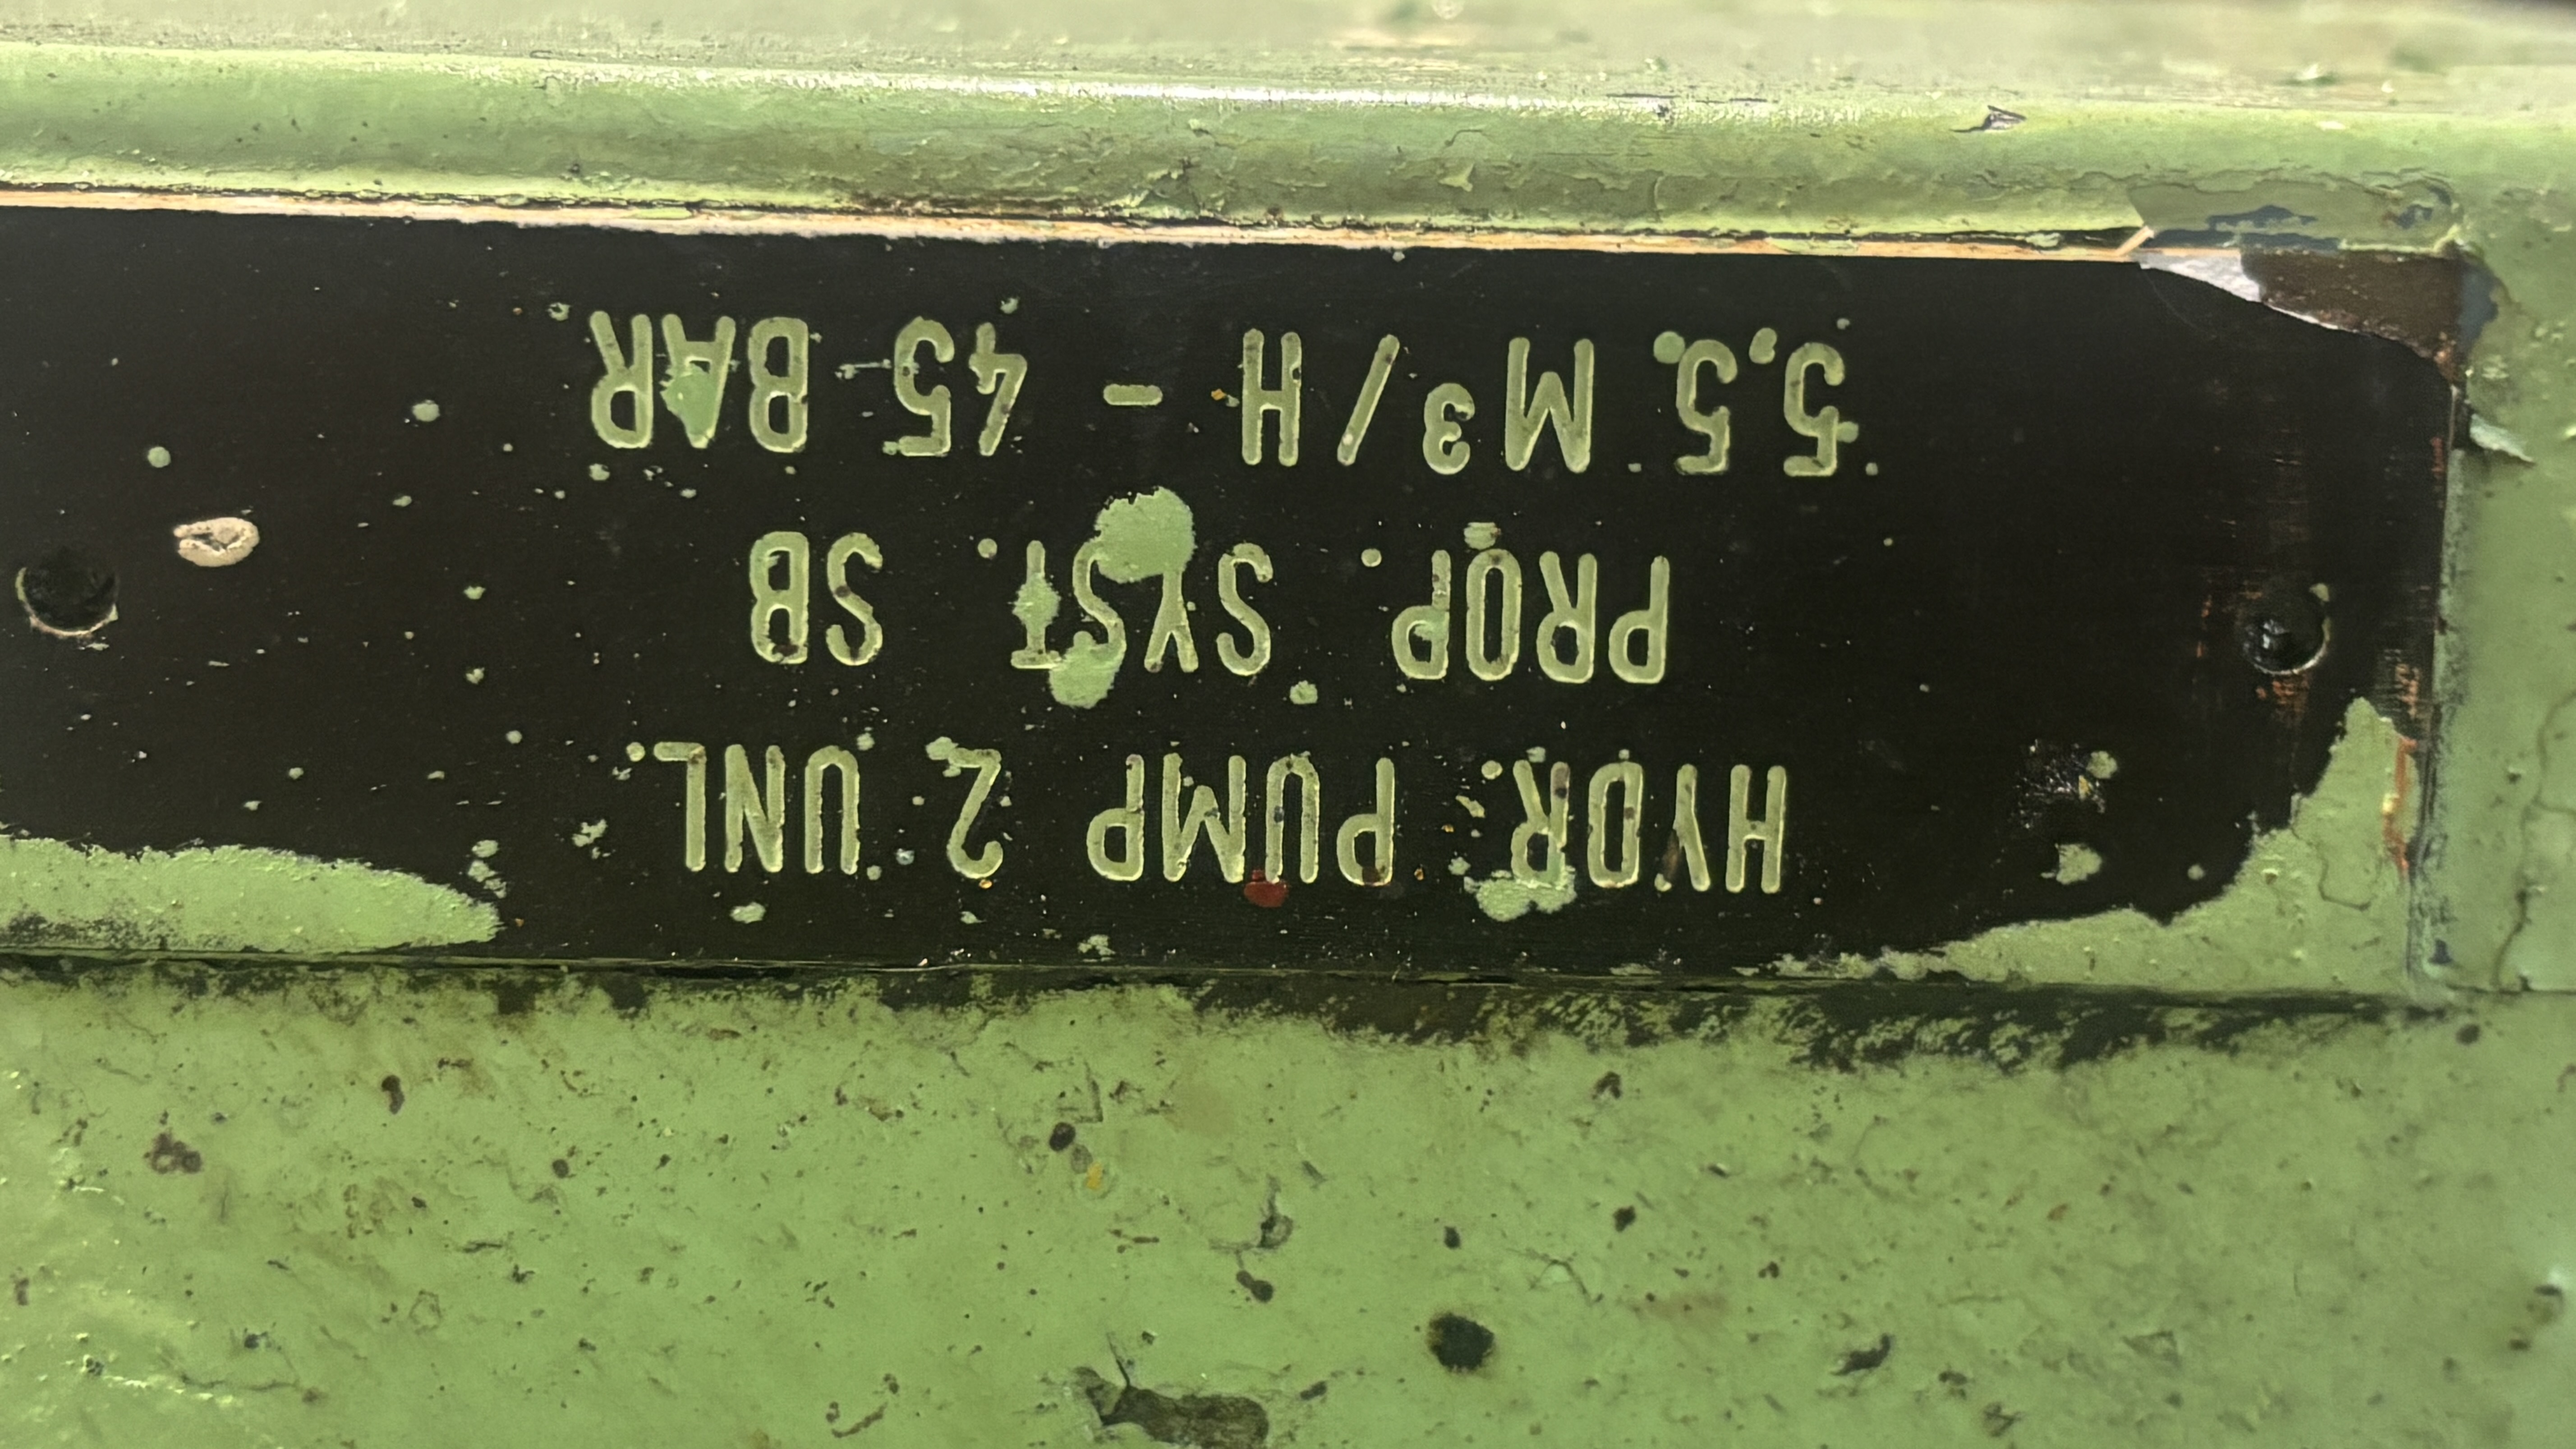 HYDR. PUMP 2 UNL.
PROP. SYST. SB
5,5 M³/H - 45 BAR